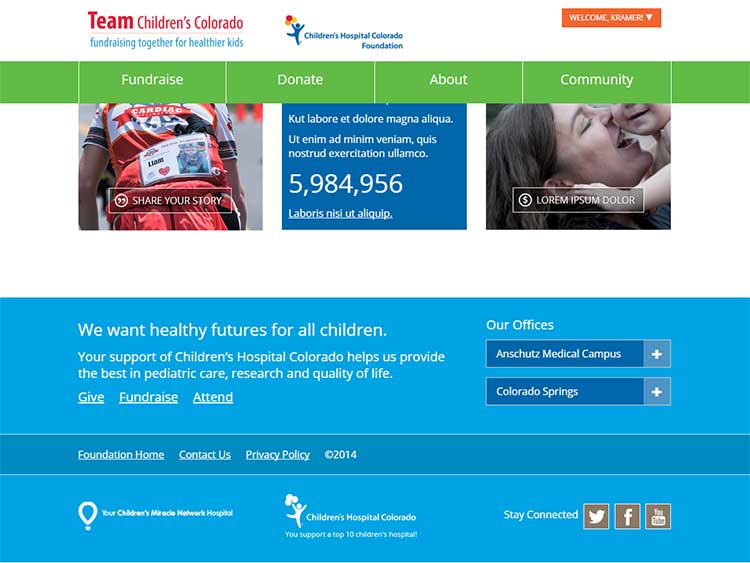 Team Children's Colorado
fundraising together for healthier kids
Children's Hospital Colorado
Foundation
WELCOME, KRAMER! ▼
Fundraise
Donate
About
Community
CARDIAC
Liam
SHARE YOUR STORY
Kut labore et dolore magna aliqua.
Ut enim ad minim veniam, quis
nostrud exercitation ullamco.
5,984,956
Laboris nisi ut aliquip.
$ LOREM IPSUM DOLOR
We want healthy futures for all children.
Your support of Children's Hospital Colorado helps us provide
the best in pediatric care, research and quality of life.
Give Fundraise Attend
Our Offices
Anschutz Medical Campus +
Colorado Springs +
Foundation Home Contact Us Privacy Policy ©2014
Your Children's Miracle Network Hospital
Children's Hospital Colorado
You support a top 10 children's hospital!
Stay Connected
You
Tube